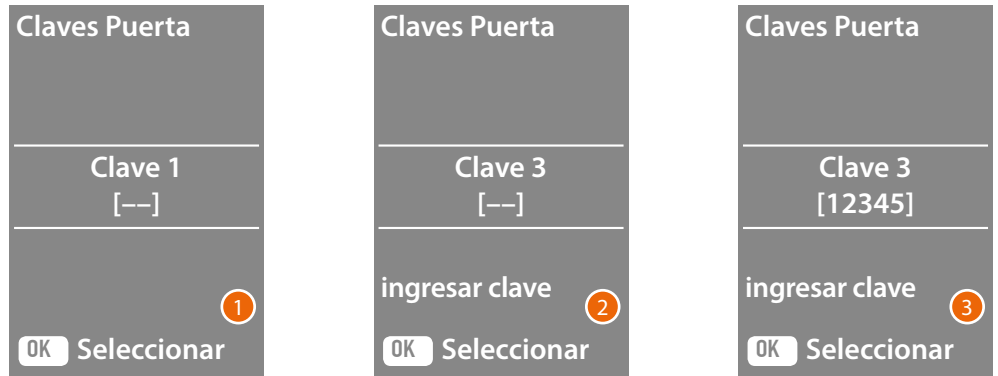 Claves Puerta
Clave 1
[––]
1
OK Seleccionar
Claves Puerta
Clave 3
[––]
ingresar clave
2
OK Seleccionar
Claves Puerta
Clave 3
[12345]
ingresar clave
3
OK Seleccionar